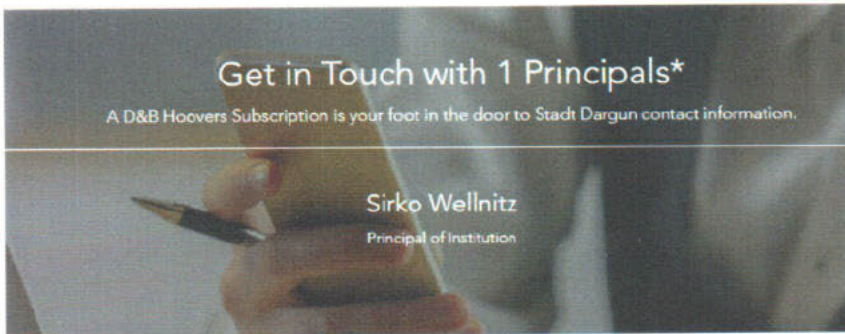 Get in Touch with 1 Principals*
A D&B Hoovers Subscription is your foot in the door to Stadt Dargun contact information.
Sirko Wellnitz
Principal of Institution